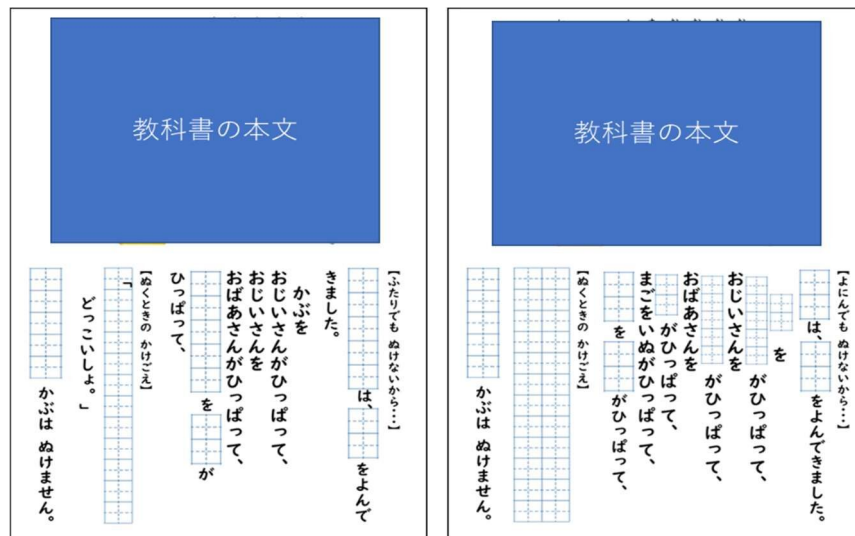 教科書の本文
【ふたりでも ぬけないから・・・】
は、 をよんで
きました。
かぶを
おじいさんがひっぱって、
おじいさんを
おばあさんがひっぱって、
を が
ひっぱって、
【ぬくときの かけごえ】
「
どっこいしょ。」
かぶは ぬけません。
教科書の本文
【よにんでも ぬけないから・・・】
は、 をよんできました。
を
がひっぱって、
おじいさんを
がひっぱって、
おばあさんを
がひっぱって、
まごをいぬがひっぱって、
を がひっぱって、
【ぬくときの かけごえ】
かぶは ぬけません。